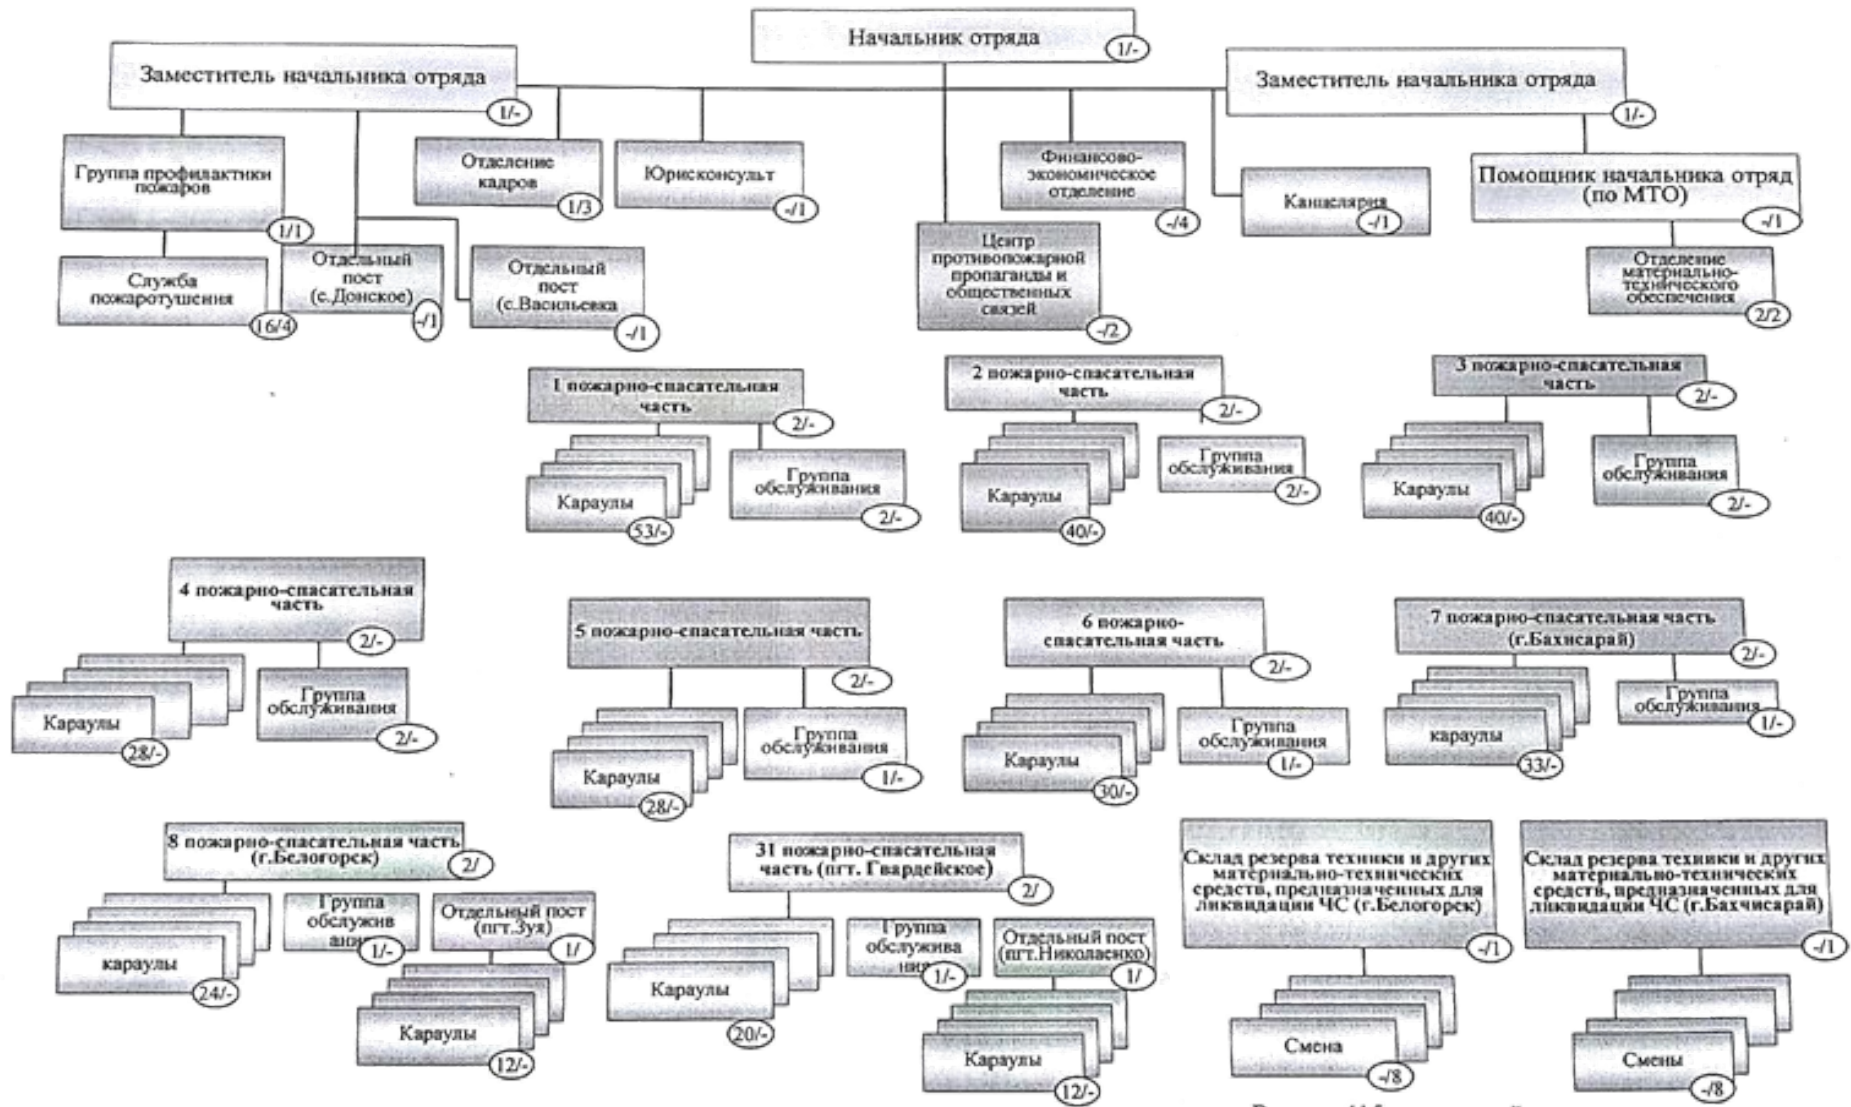 Начальник отряда
1/-
Заместитель начальника отряда
1/-
Заместитель начальника отряда
1/-
Группа профилактики
пожаров
1/1
Отделение
кадров
1/3
Юрисконсульт
-/1
Финансово-
экономическое
отделение
-/4
Канцелярия
-/1
Помощник начальника отряд
(по МТО)
-/1
Служба
пожаротушения
16/4
Отдельный
пост
(с.Донское)
-/1
Отдельный
пост
(с.Васильевка
-/1
Центр
противопожарной
пропаганды и
общественных
связей
-/2
Отделение
материально-
технического
обеспечения
2/2
1 пожарно-спасательная
часть
2/-
Караулы
53/-
Группа
обслуживания
2/-
2 пожарно-спасательная
часть
2/-
Караулы
40/-
Группа
обслуживания
2/-
3 пожарно-спасательная
часть
2/-
Караулы
40/-
Группа
обслуживания
2/-
4 пожарно-спасательная
часть
2/-
Караулы
28/-
Группа
обслуживания
2/-
5 пожарно-спасательная часть
2/-
Караулы
28/-
Группа
обслуживания
1/-
6 пожарно-
спасательная часть
2/-
Караулы
30/-
Группа
обслуживания
1/-
7 пожарно-спасательная часть
(г.Бахисарай)
2/-
караулы
33/-
Группа
обслуживания
1/-
8 пожарно-спасательная часть
(г.Белогорск)
2/
караулы
24/-
Группа
обслужив
ания
1/-
Отдельный пост
(пгт.Зуя)
1/
Караулы
12/-
31 пожарно-спасательная
часть (пгт. Гвардейское)
2/
Караулы
20/-
Группа
обслужива
ния
1/-
Отдельный пост
(пгт.Николаенко)
1/
Караулы
12/-
Склад резерва техники и других
материально-технических
средств, предназначенных для
ликвидации ЧС (г.Белогорск)
-/1
Смена
-/8
Склад резерва техники и других
материально-технических
средств, предназначенных для
ликвидации ЧС (г.Бахчисарай)
-/1
Смены
-/8